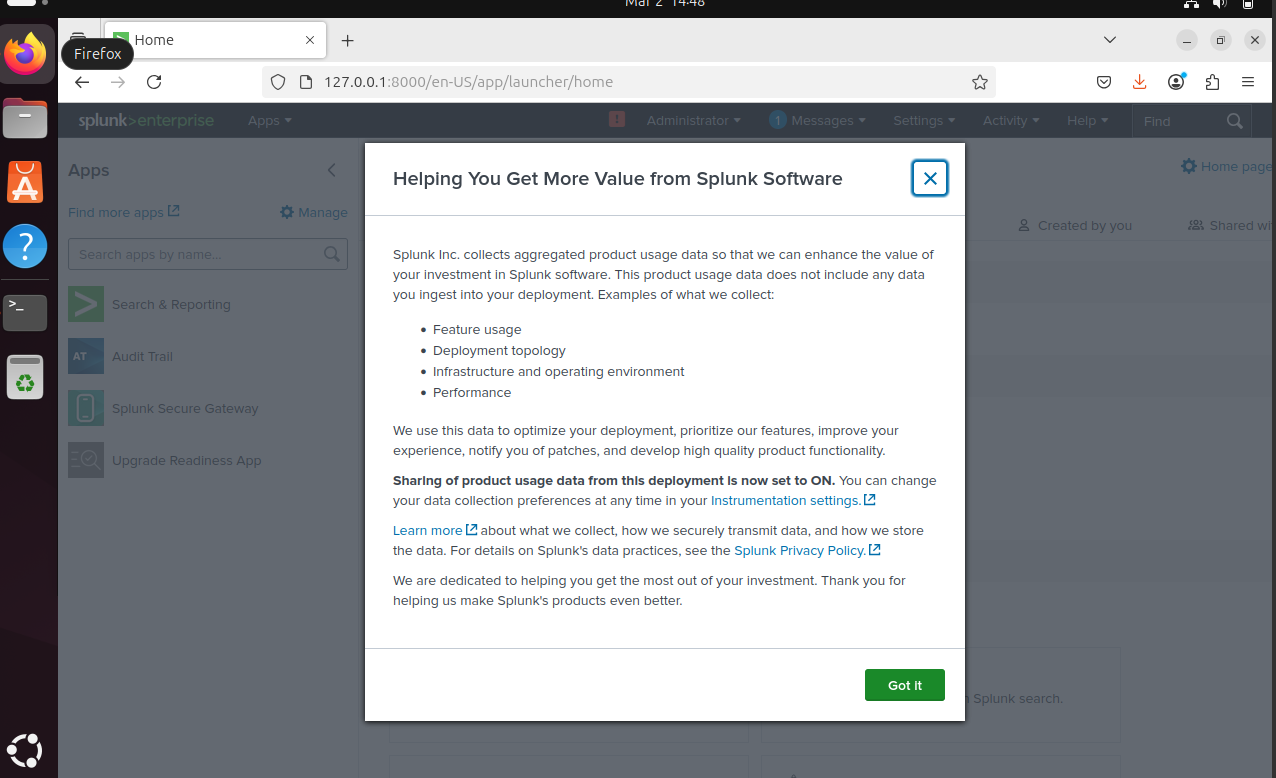 Mar 2 14:48
Home
Firefox
127.0.0.1:8000/en-US/app/launcher/home
splunk>enterprise
Apps
!
Administrator
1
Messages
Settings
Activity
Help
Find
Apps
Find more apps
Manage
Search apps by name...
Search & Reporting
AT
Audit Trail
Splunk Secure Gateway
Upgrade Readiness App
Home page
Created by you
Shared
Helping You Get More Value from Splunk Software
Splunk Inc. collects aggregated product usage data so that we can enhance the value of
your investment in Splunk software. This product usage data does not include any data
you ingest into your deployment. Examples of what we collect:
• Feature usage
• Deployment topology
• Infrastructure and operating environment
• Performance
We use this data to optimize your deployment, prioritize our features, improve your
experience, notify you of patches, and develop high quality product functionality.
Sharing of product usage data from this deployment is now set to ON. You can change
your data collection preferences at any time in your Instrumentation settings.
Learn more about what we collect, how we securely transmit data, and how we store
the data. For details on Splunk's data practices, see the Splunk Privacy Policy.
We are dedicated to helping you get the most out of your investment. Thank you for
helping us make Splunk's products even better.
Got It
Splunk search.